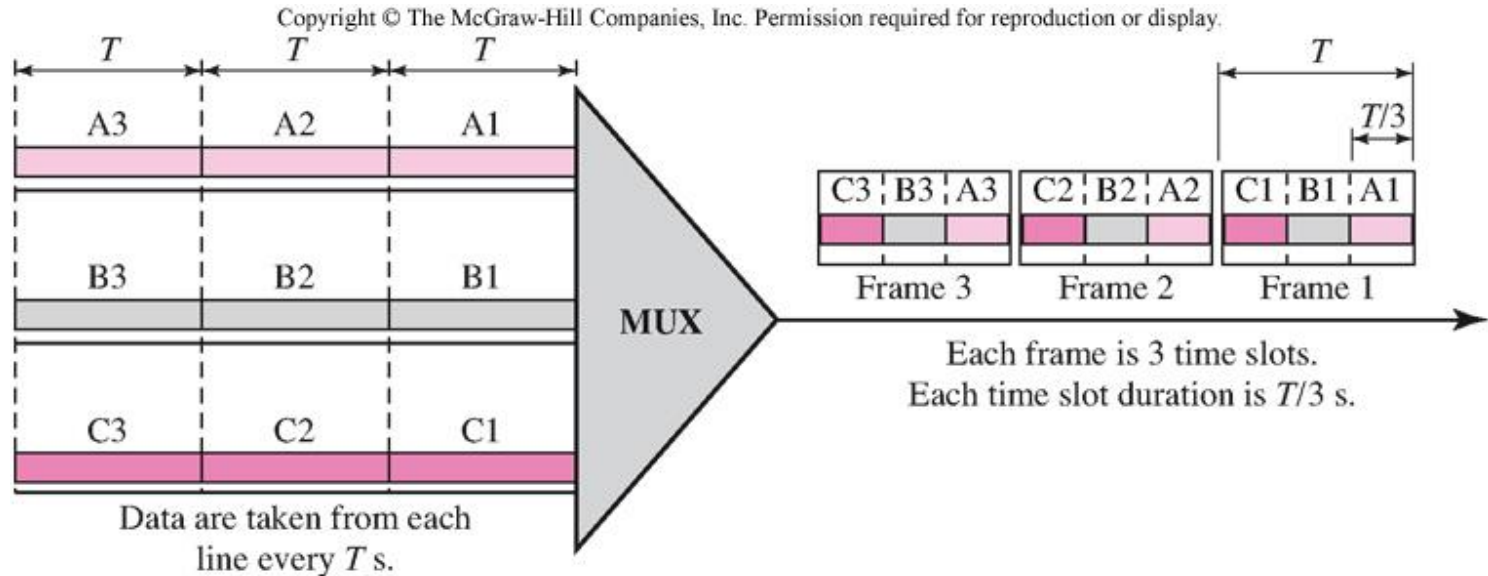 Copyright © The McGraw-Hill Companies, Inc. Permission required for reproduction or display.
T T T
A3 A2 A1
B3 B2 B1
C3 C2 C1
Data are taken from each
line every T s.
MUX
T
T/3
C3 B3 A3 C2 B2 A2 C1 B1 A1
Frame 3 Frame 2 Frame 1
Each frame is 3 time slots.
Each time slot duration is T/3 s.